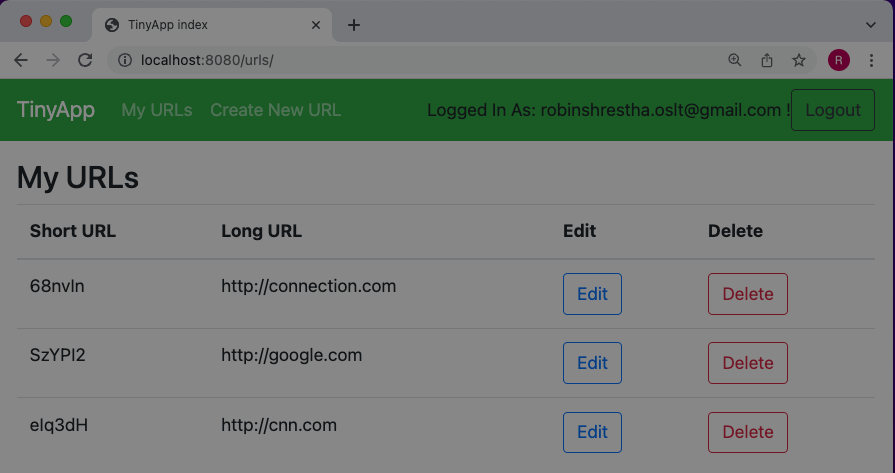 TinyApp index
localhost:8080/urls/
R
TinyApp My URLs Create New URL Logged In As: robinshrestha.oslt@gmail.com ! Logout
My URLs
Short URL Long URL Edit Delete
68nvln http://connection.com Edit Delete
SzYPl2 http://google.com Edit Delete
elq3dH http://cnn.com Edit Delete